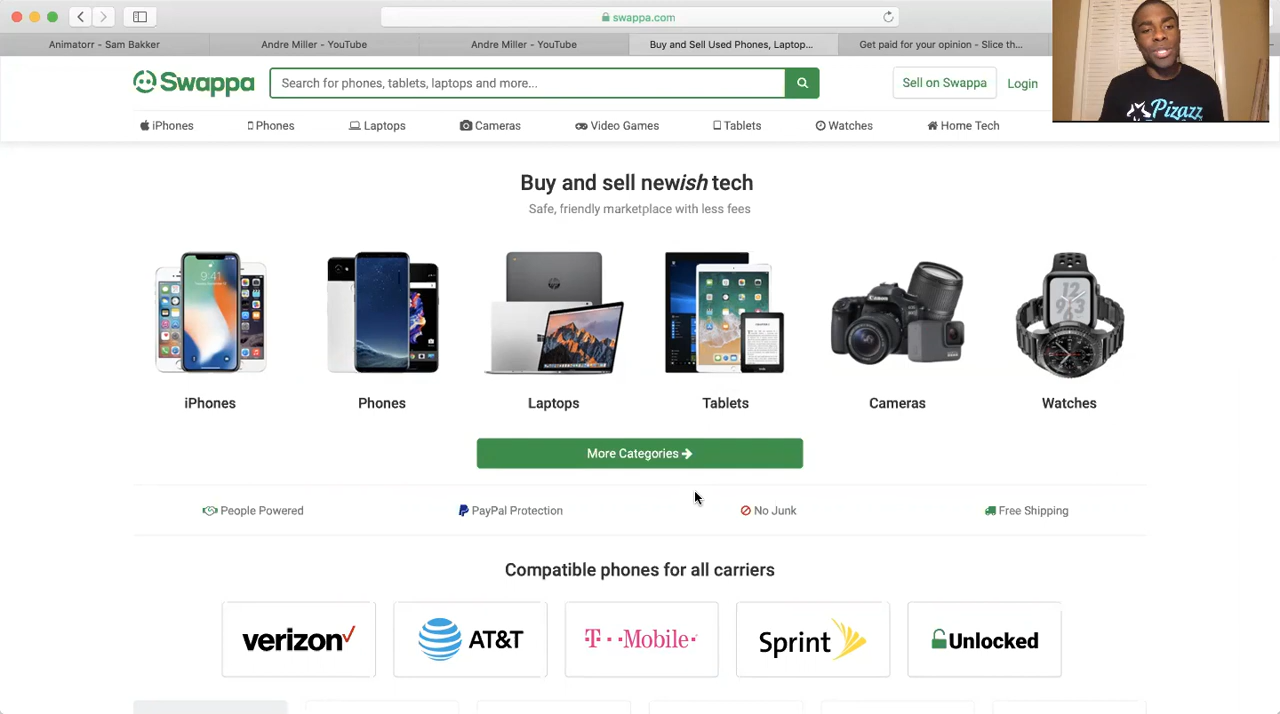 swappa.com
Animatorr - Sam Bakker
Andre Miller - YouTube
Andre Miller - YouTube
Buy and Sell Used Phones, Laptop...
Get paid for your opinion - Slice th...
Swappa
Search for phones, tablets, laptops and more...
Sell on Swappa
Login
iPhones
Phones
Laptops
Cameras
Video Games
Tablets
Watches
Home Tech
Pizazz
Buy and sell newish tech
Safe, friendly marketplace with less fees
iPhones
Phones
Laptops
Tablets
Cameras
Watches
More Categories
People Powered
PayPal Protection
No Junk
Free Shipping
Compatible phones for all carriers
verizon
AT&T
T-Mobile
Sprint
Unlocked